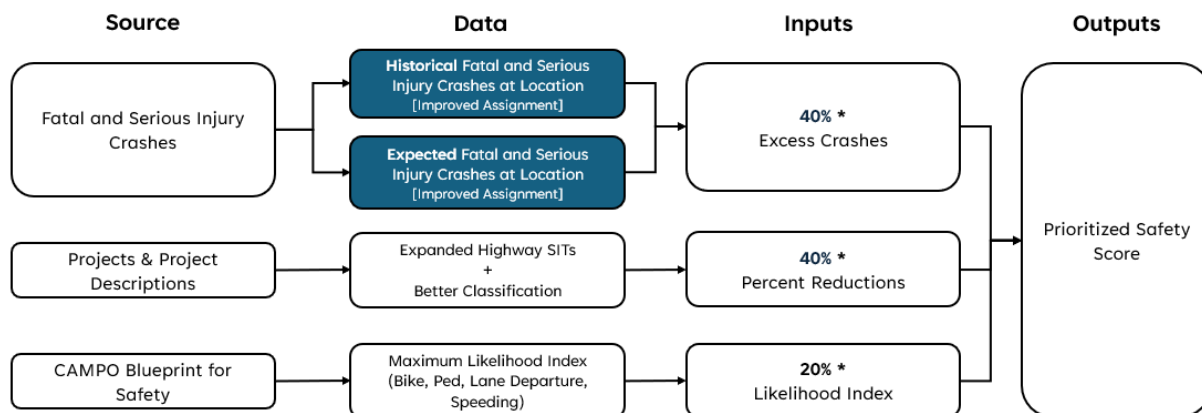 Source
Data
Inputs
Outputs
Fatal and Serious Injury
Crashes
Historical Fatal and Serious
Injury Crashes at Location
[Improved Assignment]
Expected Fatal and Serious
Injury Crashes at Location
[Improved Assignment]
40% *
Excess Crashes
Prioritized Safety
Score
Projects & Project
Descriptions
Expanded Highway SITs
+
Better Classification
40% *
Percent Reductions
CAMPO Blueprint for
Safety
Maximum Likelihood Index
(Bike, Ped, Lane Departure,
Speeding)
20% *
Likelihood Index